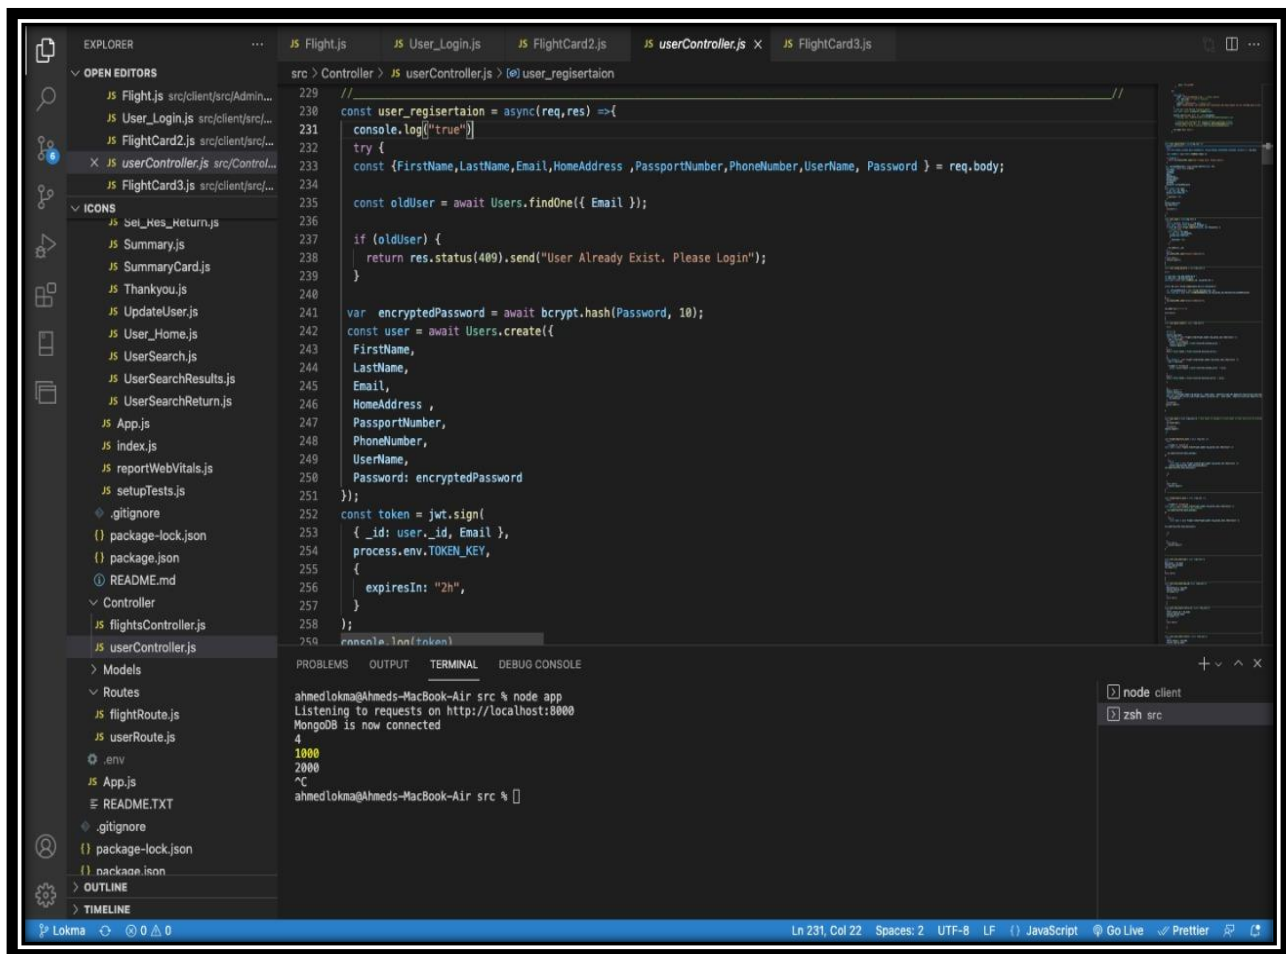 EXPLORER
OPEN EDITORS
JS Flight.js src/client/src/Admin...
JS User_Login.js src/client/src/...
JS FlightCard2.js src/client/src/...
JS userController.js src/Control...
JS FlightCard3.js src/client/src/...
ICONS
JS Sel_Res_Return.js
JS Summary.js
JS SummaryCard.js
JS Thankyou.js
JS UpdateUser.js
JS User_Home.js
JS UserSearch.js
JS UserSearchResults.js
JS UserSearchReturn.js
JS App.js
JS index.js
JS reportWebVitals.js
JS setupTests.js
.gitignore
{} package-lock.json
{} package.json
README.md
Controller
JS flightsController.js
JS userController.js
Models
Routes
JS flightRoute.js
JS userRoute.js
.env
JS App.js
README.TXT
.gitignore
{} package-lock.json
{} package.json
OUTLINE
TIMELINE
JS Flight.js JS User_Login.js JS FlightCard2.js JS userController.js JS FlightCard3.js
src > Controller > JS userController.js > user_regisertaion
229 //______//
230 const user_regisertaion = async(req,res) =>{
231 console.log("true")
232 try {
233 const {FirstName,LastName,Email,HomeAddress ,PassportNumber,PhoneNumber,UserName, Password } = req.body;
234
235 const oldUser = await Users.findOne({ Email });
236
237 if (oldUser) {
238 return res.status(409).send("User Already Exist. Please Login");
239 }
240
241 var encryptedPassword = await bcrypt.hash(Password, 10);
242 const user = await Users.create({
243 FirstName,
244 LastName,
245 Email,
246 HomeAddress ,
247 PassportNumber,
248 PhoneNumber,
249 UserName,
250 Password: encryptedPassword
251 });
252 const token = jwt.sign(
253 { _id: user._id, Email },
254 process.env.TOKEN_KEY,
255 {
256 expiresIn: "2h",
257 }
258 );
259 console.log(token)
PROBLEMS OUTPUT TERMINAL DEBUG CONSOLE
ahmedlokma@Ahmeds-MacBook-Air src % node app
Listening to requests on http://localhost:8000
MongoDB is now connected
4
1000
2000
^C
ahmedlokma@Ahmeds-MacBook-Air src %
node client
zsh src
6
Lokma 0 0 Ln 231, Col 22 Spaces: 2 UTF-8 LF {} JavaScript Go Live Prettier